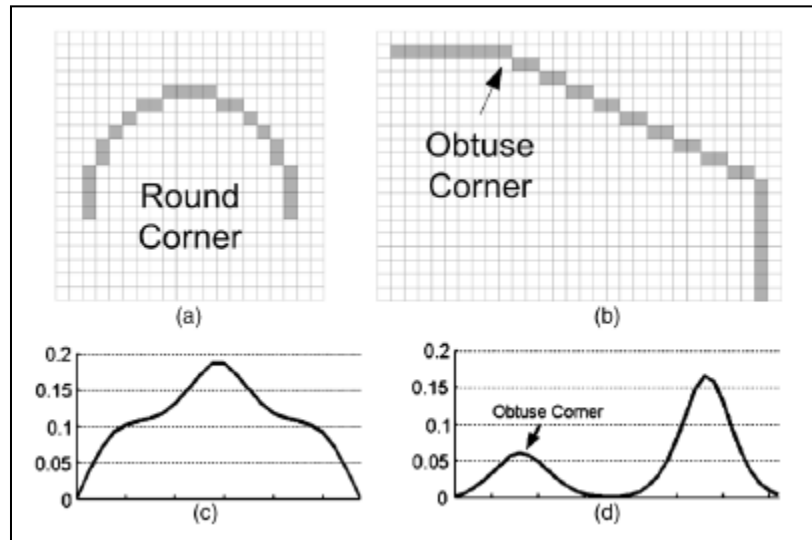 Round
Corner
(a)
Obtuse
Corner
(b)
0.2
0.15
0.1
0.05
0
(c)
0.2
0.15
0.1
0.05
0
Obtuse Corner
(d)